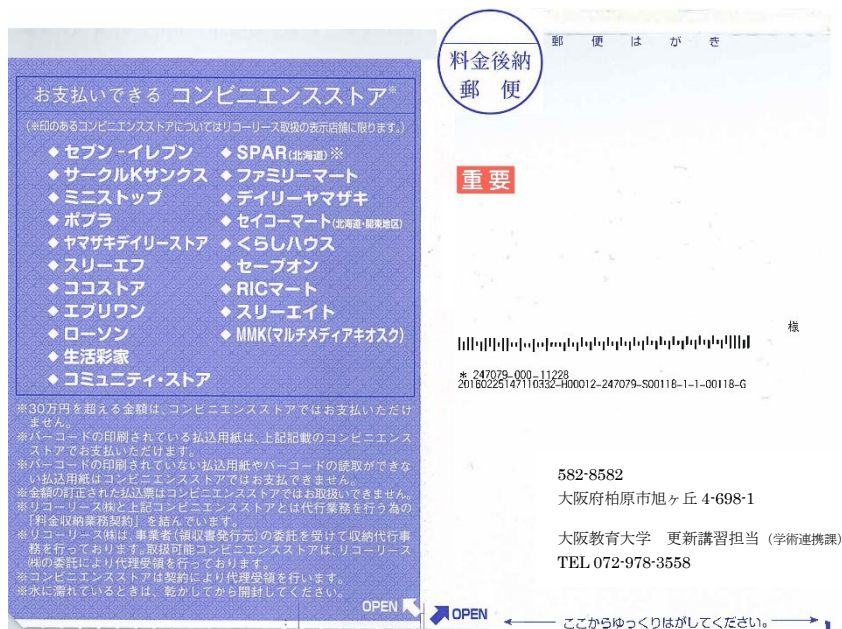 お支払いできる コンビニエンスストア※
(※印のあるコンビニエンスストアについてはリコーリース取扱の表示店舗に限ります。)
◆セブン-イレブン ◆SPAR(北海道)※
◆サークルKサンクス ◆ファミリーマート
◆ミニストップ ◆デイリーヤマザキ
◆ポプラ ◆セイコーマート(北海道・関東地区)
◆ヤマザキデイリーストア ◆くらしハウス
◆スリーエフ ◆セーブオン
◆ココストア ◆RICマート
◆エブリワン ◆スリーエイト
◆ローソン ◆MMK(マルチメディアキオスク)
◆生活彩家
◆コミュニティ・ストア
※30万円を超える金額は、コンビニエンスストアではお支払いただけ
ません。
※バーコードの印刷されている払込用紙は、上記記載のコンビニエンス
ストアでお支払いただけます。
※バーコードの印刷されていない払込用紙やバーコードの読取ができな
い払込用紙はコンビニエンスストアではお支払できません。
※金額の訂正された払込票はコンビニエンスストアではお取扱いできません。
※リコーリース㈱と上記コンビニエンスストアとは代行業務を行う為の
「料金収納業務契約」を結んでいます。
※リコーリース㈱は、事業者(領収書発行元)の委託を受けて収納代行事
務を行っております。取扱可能コンビニエンスストアは、リコーリース
㈱の委託により代理受領を行っております。
※コンビニエンスストアは契約により代理受領を行います。
※水に濡れているときは、乾かしてから開封してください。
OPEN
郵便はがき
料金後納
郵便
重要
様
* 247079-000-11228
20160225147110332-H00012-247079-S00118-1-1-00118-G
582-8582
大阪府柏原市旭ヶ丘 4-698-1
大阪教育大学 更新講習担当 (学術連携課)
TEL 072-978-3558
OPEN
ここからゆっくりはがしてください。